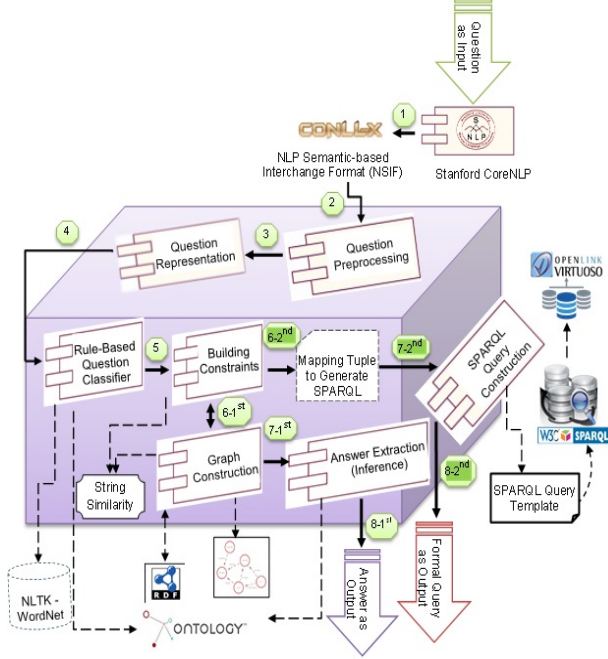 Question
as Input
1
CONLL-X
S
NLP
NLP Semantic-based
Interchange Format (NSIF)
Stanford CoreNLP
2
4
3
Question
Representation
Question
Preprocessing
OPENLINK
VIRTUOSO
Rule-Based
Question
Classifier
5
Building
Constraints
6-2nd
Mapping Tuple
to Generate
SPARQL
7-2nd
SPARQL
Query
Construction
6-1st
7-1st
Graph
Construction
Answer Extraction
(Inference)
8-2nd
W3C SPARQL
String
Similarity
SPARQL Query
Template
8-1st
NLTK -
WordNet
RDF
ONTOLOGY™
Answer as
Output
Formal Query
as Output